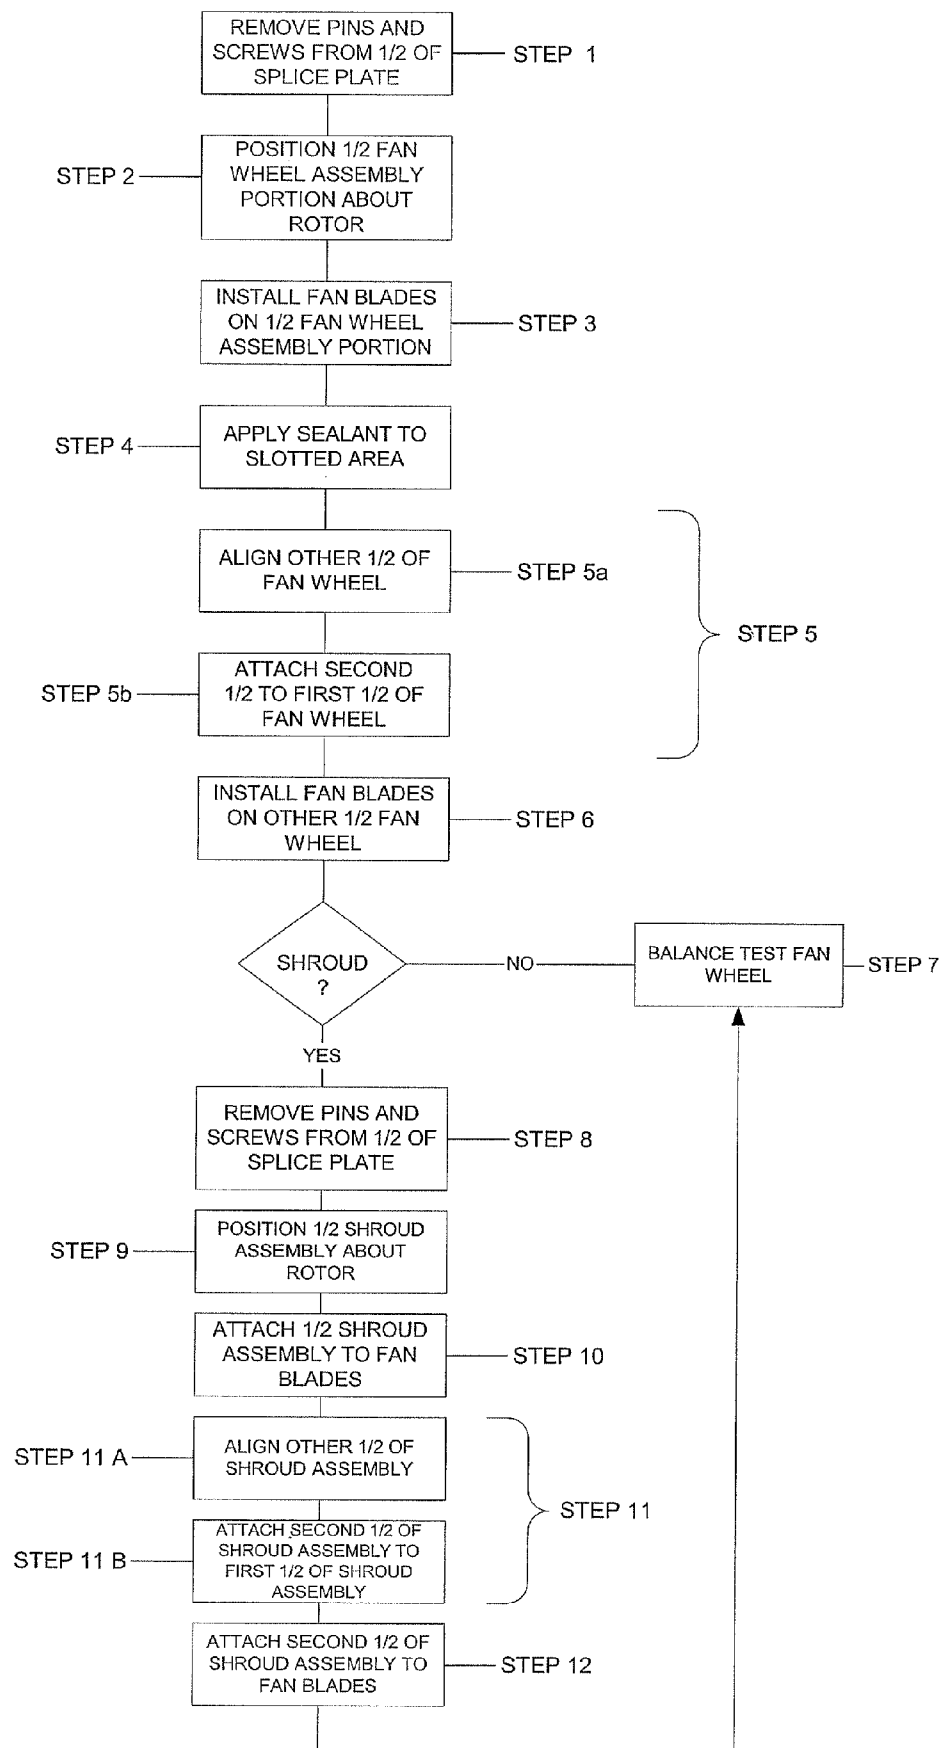 REMOVE PINS AND
SCREWS FROM 1/2 OF
SPLICE PLATE
STEP 1
POSITION 1/2 FAN
WHEEL ASSEMBLY
PORTION ABOUT
ROTOR
STEP 2
INSTALL FAN BLADES
ON 1/2 FAN WHEEL
ASSEMBLY PORTION
STEP 3
APPLY SEALANT TO
SLOTTED AREA
STEP 4
ALIGN OTHER 1/2 OF
FAN WHEEL
STEP 5a
STEP 5
ATTACH SECOND
1/2 TO FIRST 1/2 OF
FAN WHEEL
STEP 5b
INSTALL FAN BLADES
ON OTHER 1/2 FAN
WHEEL
STEP 6
SHROUD
?
NO
BALANCE TEST FAN
WHEEL
STEP 7
YES
REMOVE PINS AND
SCREWS FROM 1/2 OF
SPLICE PLATE
STEP 8
POSITION 1/2 SHROUD
ASSEMBLY ABOUT
ROTOR
STEP 9
ATTACH 1/2 SHROUD
ASSEMBLY TO FAN
BLADES
STEP 10
ALIGN OTHER 1/2 OF
SHROUD ASSEMBLY
STEP 11 A
STEP 11
ATTACH SECOND 1/2 OF
SHROUD ASSEMBLY TO
FIRST 1/2 OF SHROUD
ASSEMBLY
STEP 11 B
ATTACH SECOND 1/2 OF
SHROUD ASSEMBLY TO
FAN BLADES
STEP 12